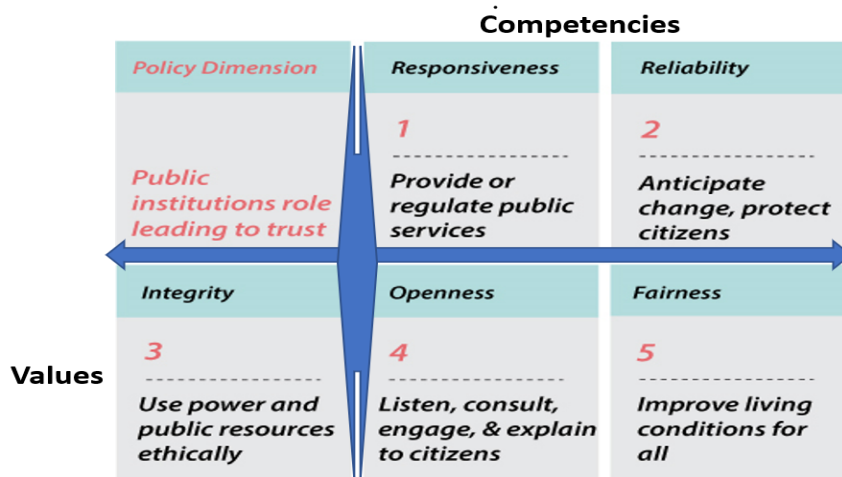 Competencies
Policy Dimension
Responsiveness
Reliability
Public
institutions role
leading to trust
1
Provide or
regulate public
services
2
Anticipate
change, protect
citizens
Values
Integrity
Openness
Fairness
3
Use power and
public resources
ethically
4
Listen, consult,
engage, & explain
to citizens
5
Improve living
conditions for
all